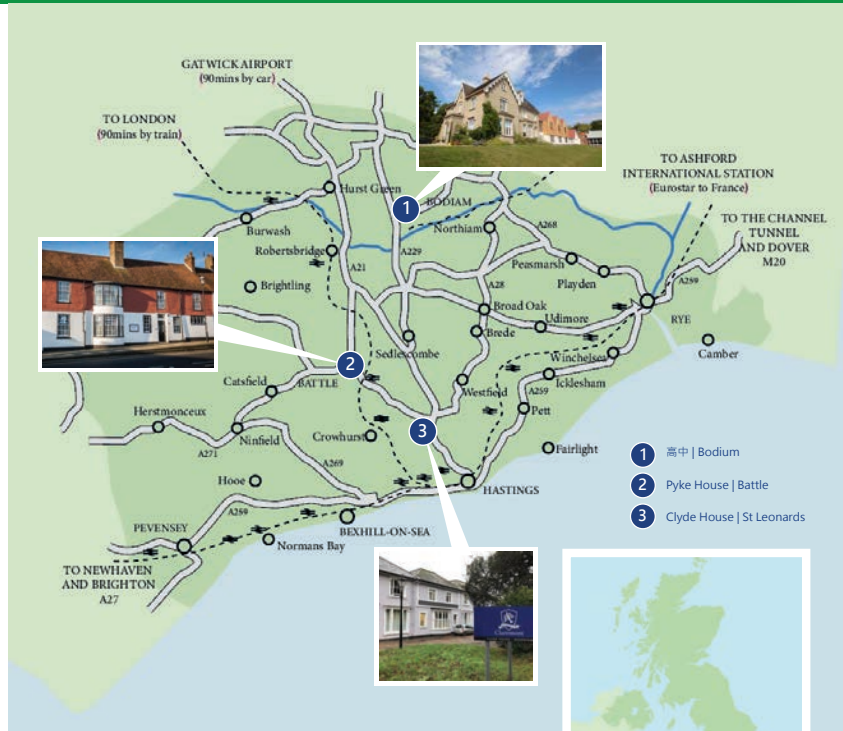 GATWICK AIRPORT
(90mins by car)
TO LONDON
(90mins by train)
TO ASHFORD
INTERNATIONAL STATION
(Eurostar to France)
TO THE CHANNEL
TUNNEL
AND DOVER
M20
Hurst Green
1
BODIAM
Burwash
Northiam
A268
Robertsbridge
A229
A21
Peasmarsh
A259
Brightling
A28
Playden
Broad Oak
Udimore
RYE
Brede
Sedlescombe
Winchelsea
Camber
2
BATTLE
Catsfield
Westfield
Icklesham
A259
Pett
Herstmonceux
3
Ninfield
Crowhurst
Fairlight
A271
A269
Hooe
HASTINGS
A259
PEVENSEY
BEXHILL-ON-SEA
Normans Bay
TO NEWHAVEN
AND BRIGHTON
A27
1 高中 | Bodium
2 Pyke House | Battle
3 Clyde House | St Leonards
Claremont